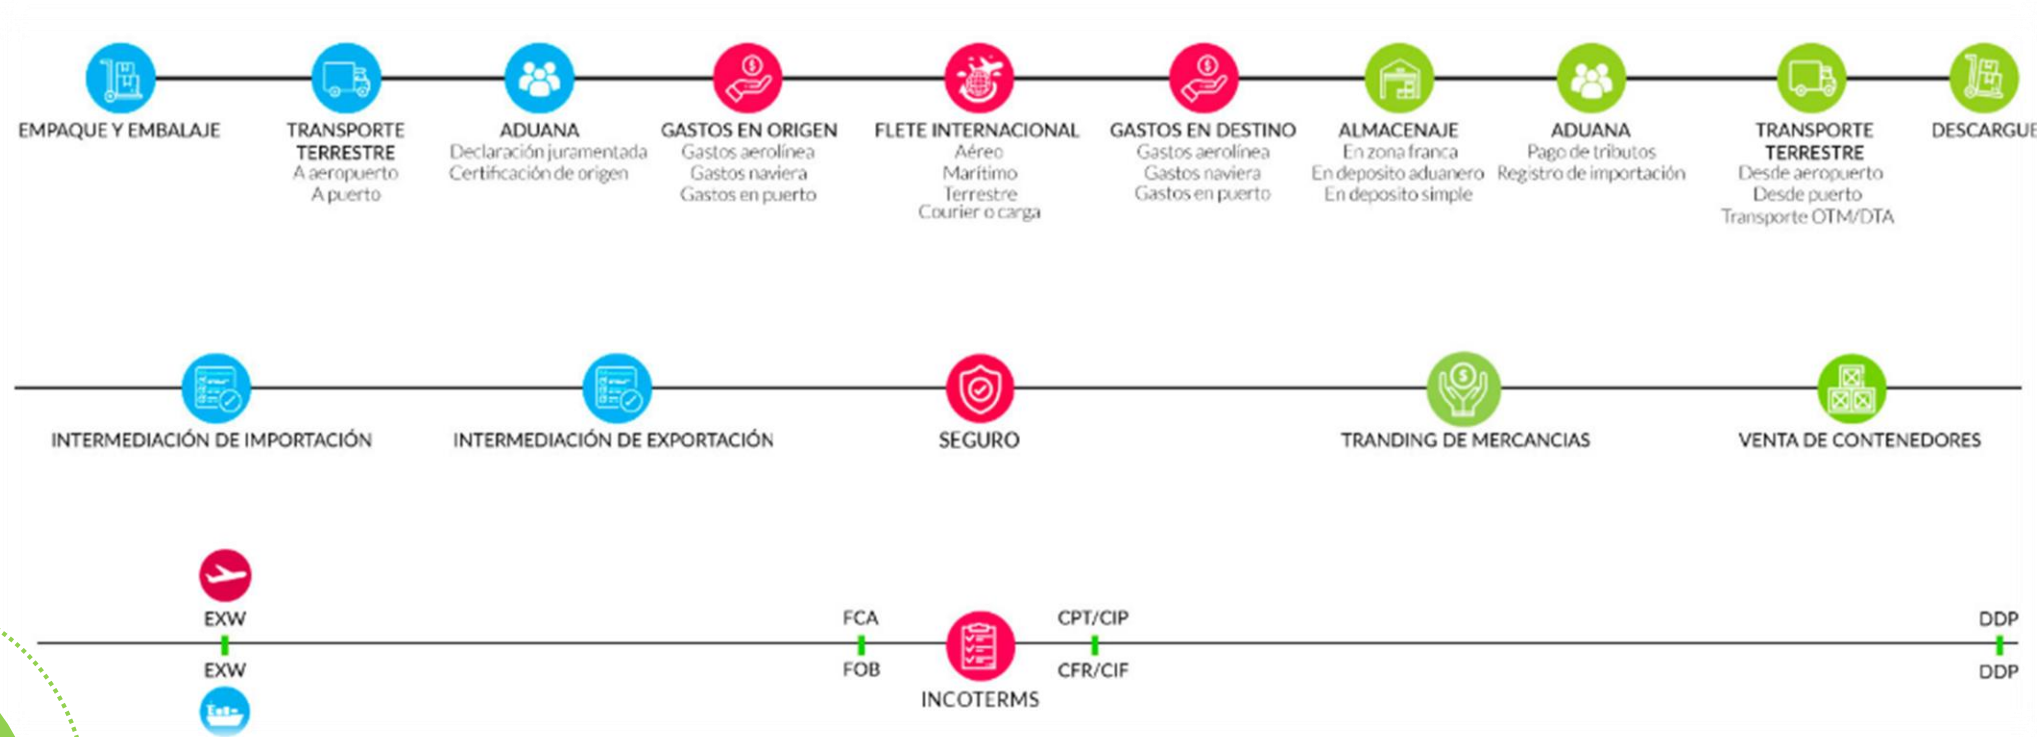 EMPAQUE Y EMBALAJE
TRANSPORTE
TERRESTRE
A aeropuerto
A puerto
ADUANA
Declaración juramentada
Certificación de origen
GASTOS EN ORIGEN
Gastos aerolínea
Gastos naviera
Gastos en puerto
FLETE INTERNACIONAL
Aéreo
Marítimo
Terrestre
Courier o carga
GASTOS EN DESTINO
Gastos aerolínea
Gastos naviera
Gastos en puerto
ALMACENAJE
En zona franca
En deposito aduanero
En deposito simple
ADUANA
Pago de tributos
Registro de importación
TRANSPORTE
TERRESTRE
Desde aeropuerto
Desde puerto
Transporte OTM/DTA
DESCARGUE
INTERMEDIACIÓN DE IMPORTACIÓN
INTERMEDIACIÓN DE EXPORTACIÓN
SEGURO
TRANDING DE MERCANCIAS
VENTA DE CONTENEDORES
EXW
EXW
FCA
FOB
INCOTERMS
CPT/CIP
CFR/CIF
DDP
DDP